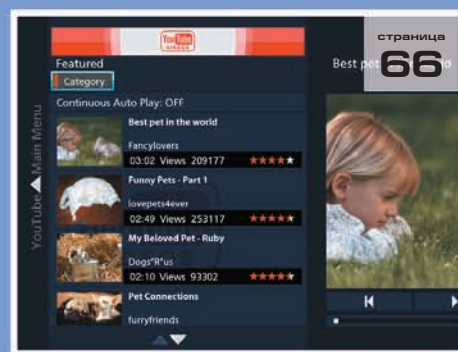 You Tube
страница
66
Featured
Best pet
Category
Continuous Auto Play: OFF
Best pet in the world
Fancylovers
03:02 Views 209177
Funny Pets - Part 1
lovepets4ever
02:49 Views 253117
My Beloved Pet - Ruby
Dogs"R"us
02:10 Views 93302
Pet Connections
furryfriends
YouTube Main Menu